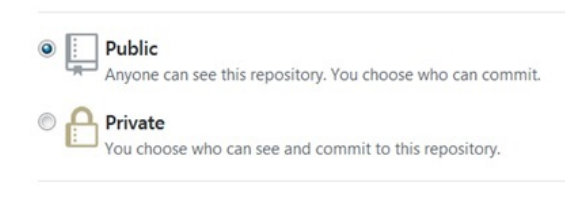 Public
Anyone can see this repository. You choose who can commit.
Private
You choose who can see and commit to this repository.